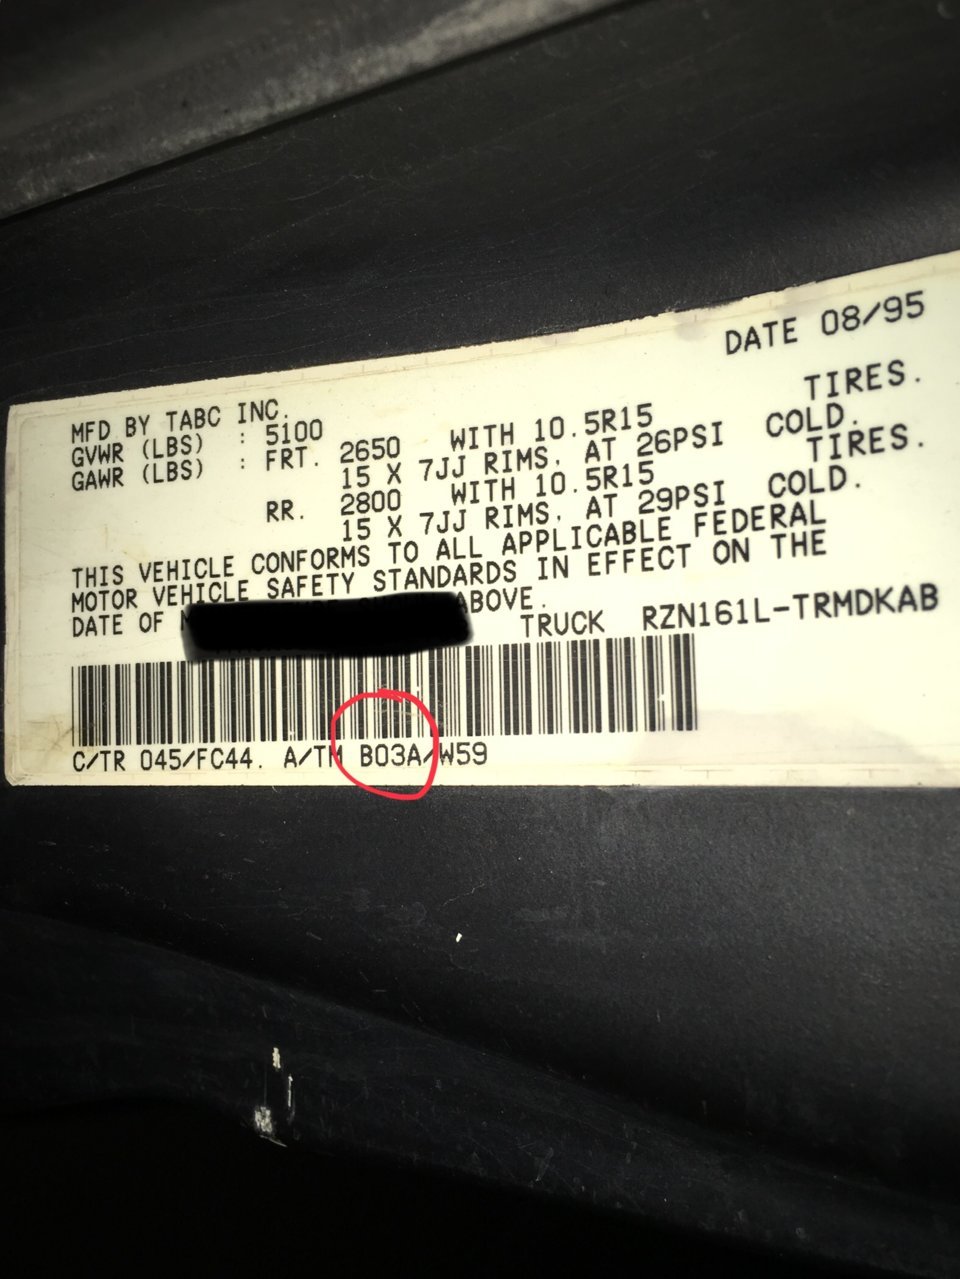 DATE 08/95
MFD BY TABC INC.
GVWR (LBS) : 5100
GAWR (LBS) : FRT. 2650 WITH 10.5R15 TIRES.
15 X 7JJ RIMS, AT 26PSI COLD.
RR. 2800 WITH 10.5R15 TIRES.
15 X 7JJ RIMS, AT 29PSI COLD.
THIS VEHICLE CONFORMS TO ALL APPLICABLE FEDERAL
MOTOR VEHICLE SAFETY STANDARDS IN EFFECT ON THE
DATE OF ABOVE.
TRUCK RZN161L-TRMDKAB
C/TR 045/FC44. A/TM B03A/W59